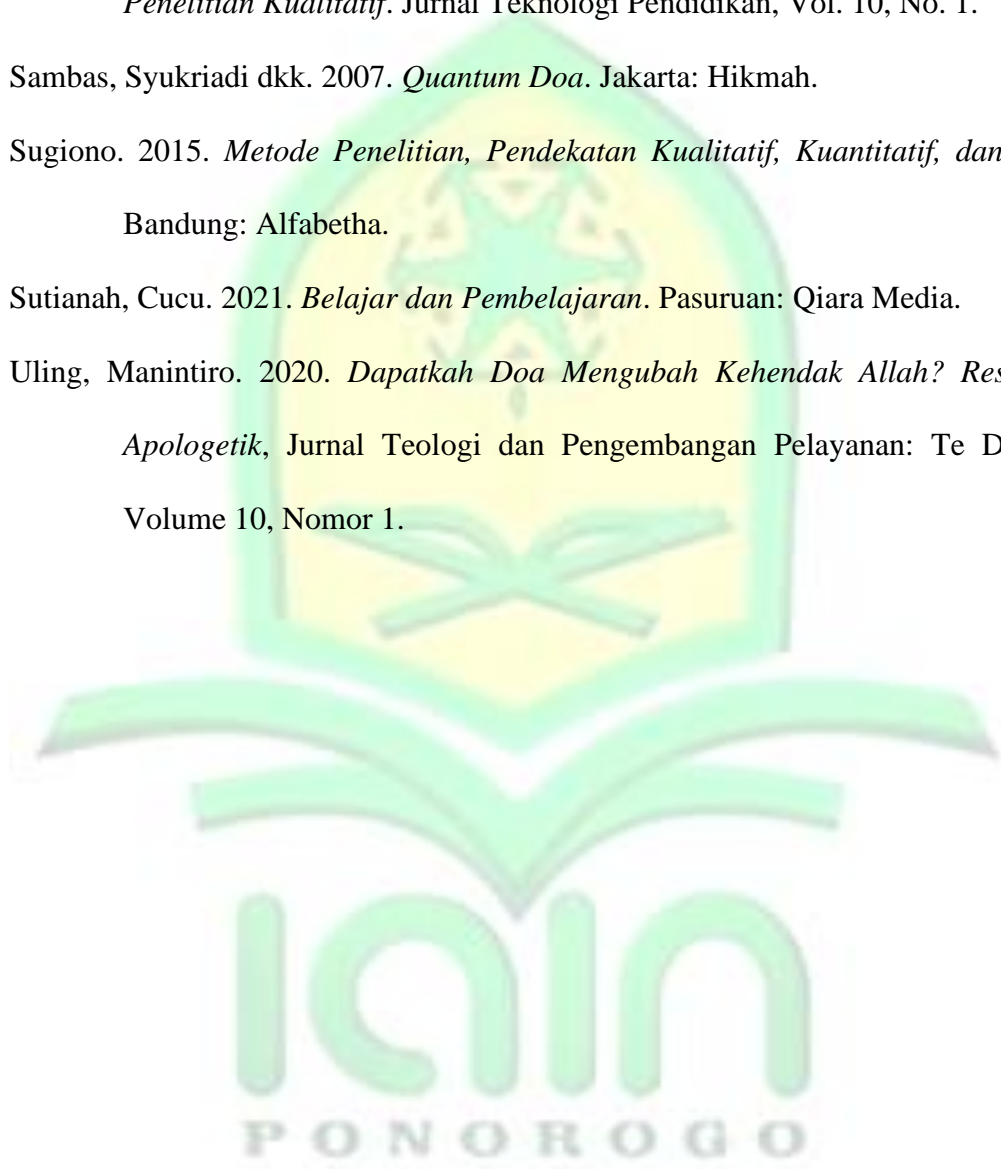 Penelitian Kualitatif. Jurnal Teknologi Pendidikan, Vol. 10, No. 1.
Sambas, Syukriadi dkk. 2007. Quantum Doa. Jakarta: Hikmah.
Sugiono. 2015. Metode Penelitian, Pendekatan Kualitatif, Kuantitatif, dan
Bandung: Alfabetha.
Sutianah, Cucu. 2021. Belajar dan Pembelajaran. Pasuruan: Qiara Media.
Uling, Manintiro. 2020. Dapatkah Doa Mengubah Kehendak Allah? Res
Apologetik, Jurnal Teologi dan Pengembangan Pelayanan: Te D
Volume 10, Nomor 1.
iain
PONOROGO